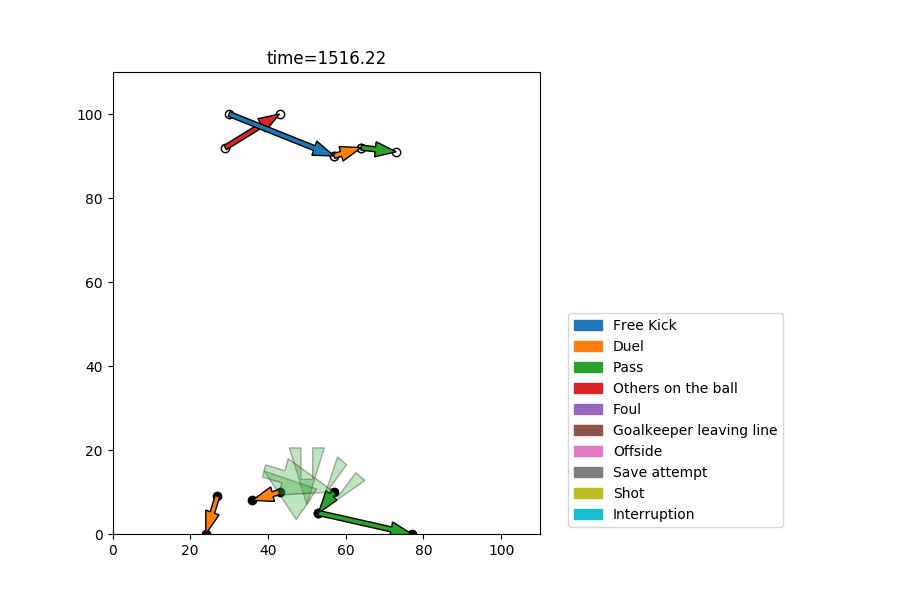 time=1516.22
100
80
60
40
20
0
0 20 40 60 80 100
Free Kick
Duel
Pass
Others on the ball
Foul
Goalkeeper leaving line
Offside
Save attempt
Shot
Interruption